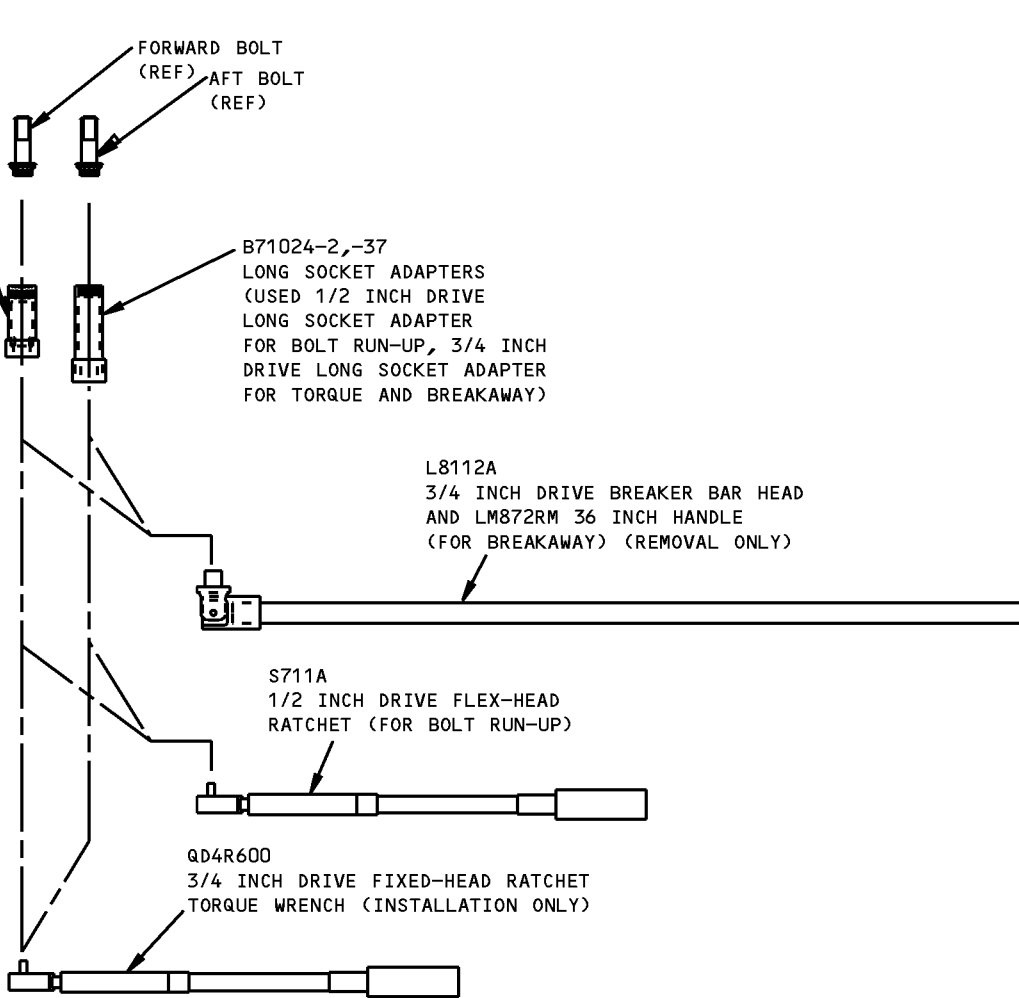 FORWARD BOLT
(REF)
AFT BOLT
(REF)
B71024-2,-37
LONG SOCKET ADAPTERS
(USED 1/2 INCH DRIVE
LONG SOCKET ADAPTER
FOR BOLT RUN-UP, 3/4 INCH
DRIVE LONG SOCKET ADAPTER
FOR TORQUE AND BREAKAWAY)
L8112A
3/4 INCH DRIVE BREAKER BAR HEAD
AND LM872RM 36 INCH HANDLE
(FOR BREAKAWAY) (REMOVAL ONLY)
S711A
1/2 INCH DRIVE FLEX-HEAD
RATCHET (FOR BOLT RUN-UP)
QD4R600
3/4 INCH DRIVE FIXED-HEAD RATCHET
TORQUE WRENCH (INSTALLATION ONLY)